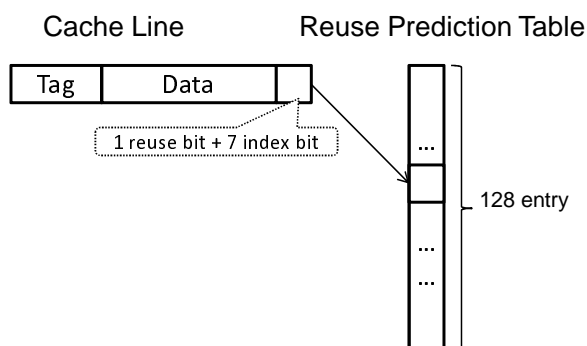 Cache Line
Reuse Prediction Table
Tag
Data
1 reuse bit + 7 index bit
...
128 entry
...
...